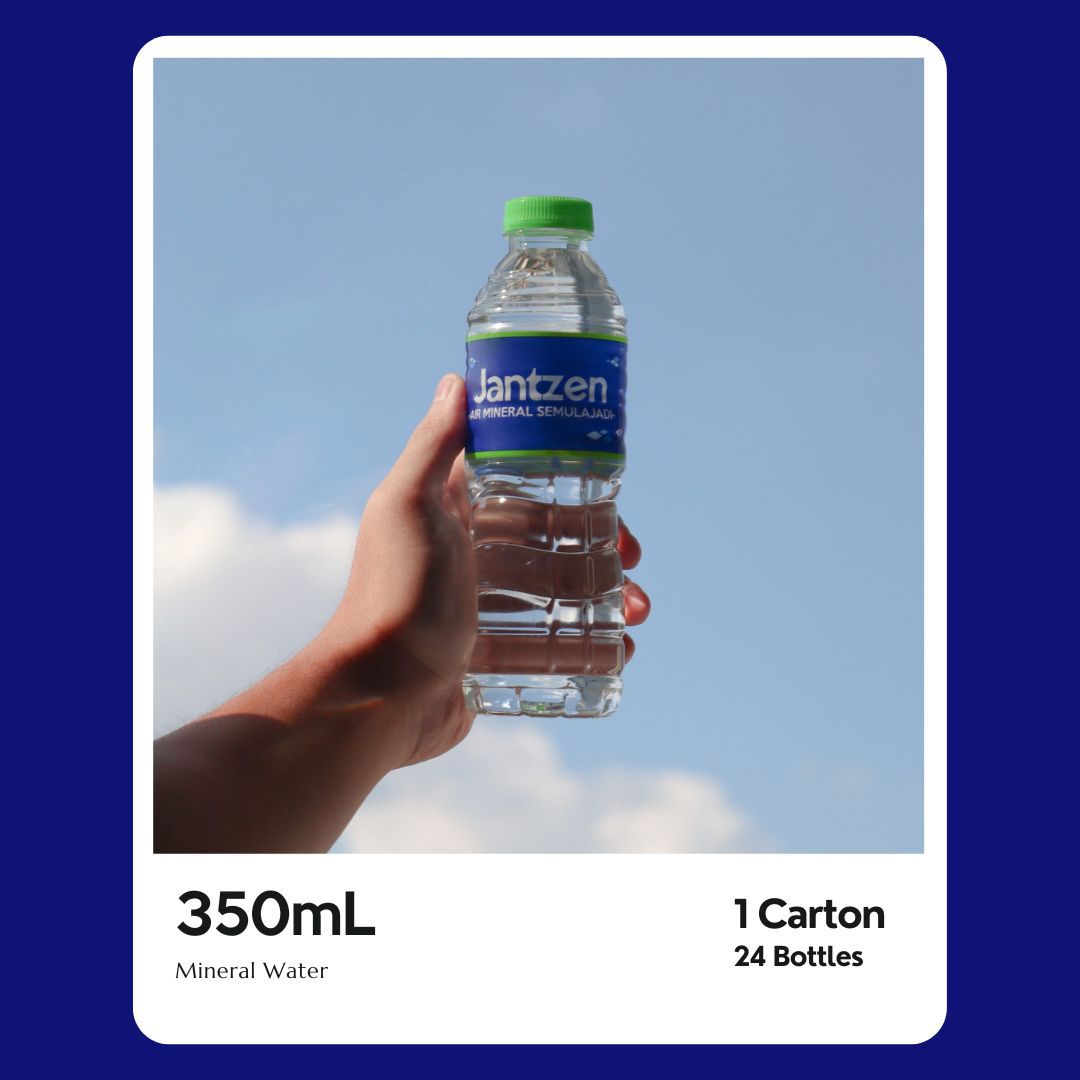 Jantzen
-AIR MINERAL SEMULAJADI-
350mL
Mineral Water
1 Carton
24 Bottles